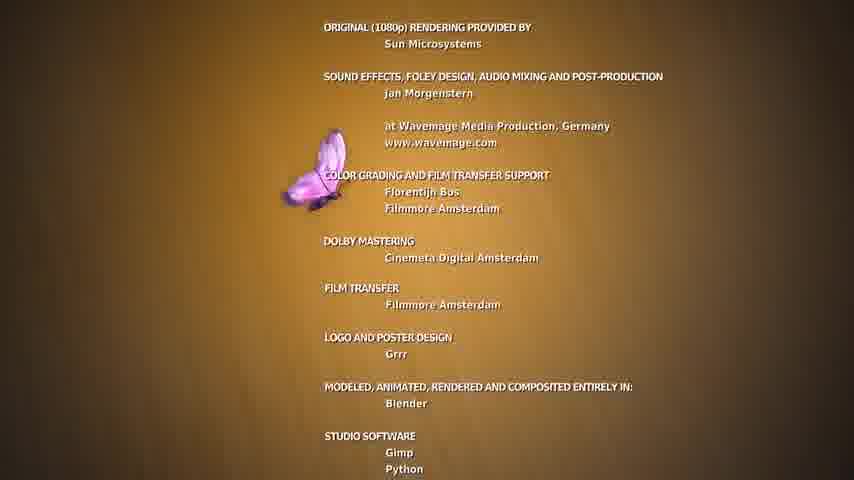 ORIGINAL (1080p) RENDERING PROVIDED BY
Sun Microsystems
SOUND EFFECTS, FOLEY DESIGN, AUDIO MIXING AND POST-PRODUCTION
Jan Morgenstern
at Wavemage Media Production, Germany
www.wavemage.com
COLOR GRADING AND FILM TRANSFER SUPPORT
Florentijn Bos
Filmmore Amsterdam
DOLBY MASTERING
Cinemeta Digital Amsterdam
FILM TRANSFER
Filmmore Amsterdam
LOGO AND POSTER DESIGN
Grrr
MODELED, ANIMATED, RENDERED AND COMPOSITED ENTIRELY IN:
Blender
STUDIO SOFTWARE
Gimp
Python